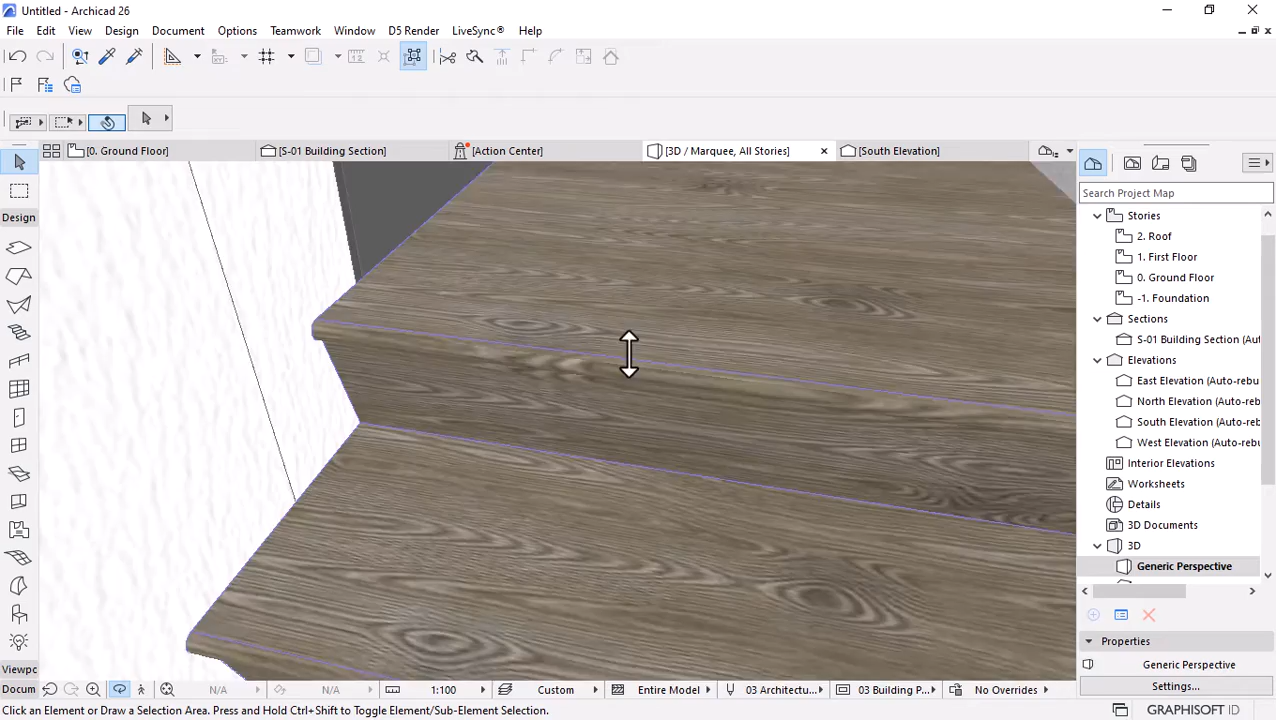 Untitled - Archicad 26
File Edit View Design Document Options Teamwork Window D5 Render LiveSync® Help
[0. Ground Floor] [S-01 Building Section] [Action Center] [3D / Marquee, All Stories] [South Elevation]
Search Project Map
Design
Stories
2. Roof
1. First Floor
0. Ground Floor
-1. Foundation
Sections
S-01 Building Section (Aut
Elevations
East Elevation (Auto-rebu
North Elevation (Auto-reb
South Elevation (Auto-reb
West Elevation (Auto-rebu
Interior Elevations
Worksheets
Details
3D Documents
3D
Generic Perspective
Properties
Generic Perspective
Settings...
Viewpc
Docum
N/A N/A 1:100 Custom Entire Model 03 Architectu... 03 Building P... No Overrides
Click an Element or Draw a Selection Area. Press and Hold Ctrl+Shift to Toggle Element/Sub-Element Selection.
GRAPHISOFT ID